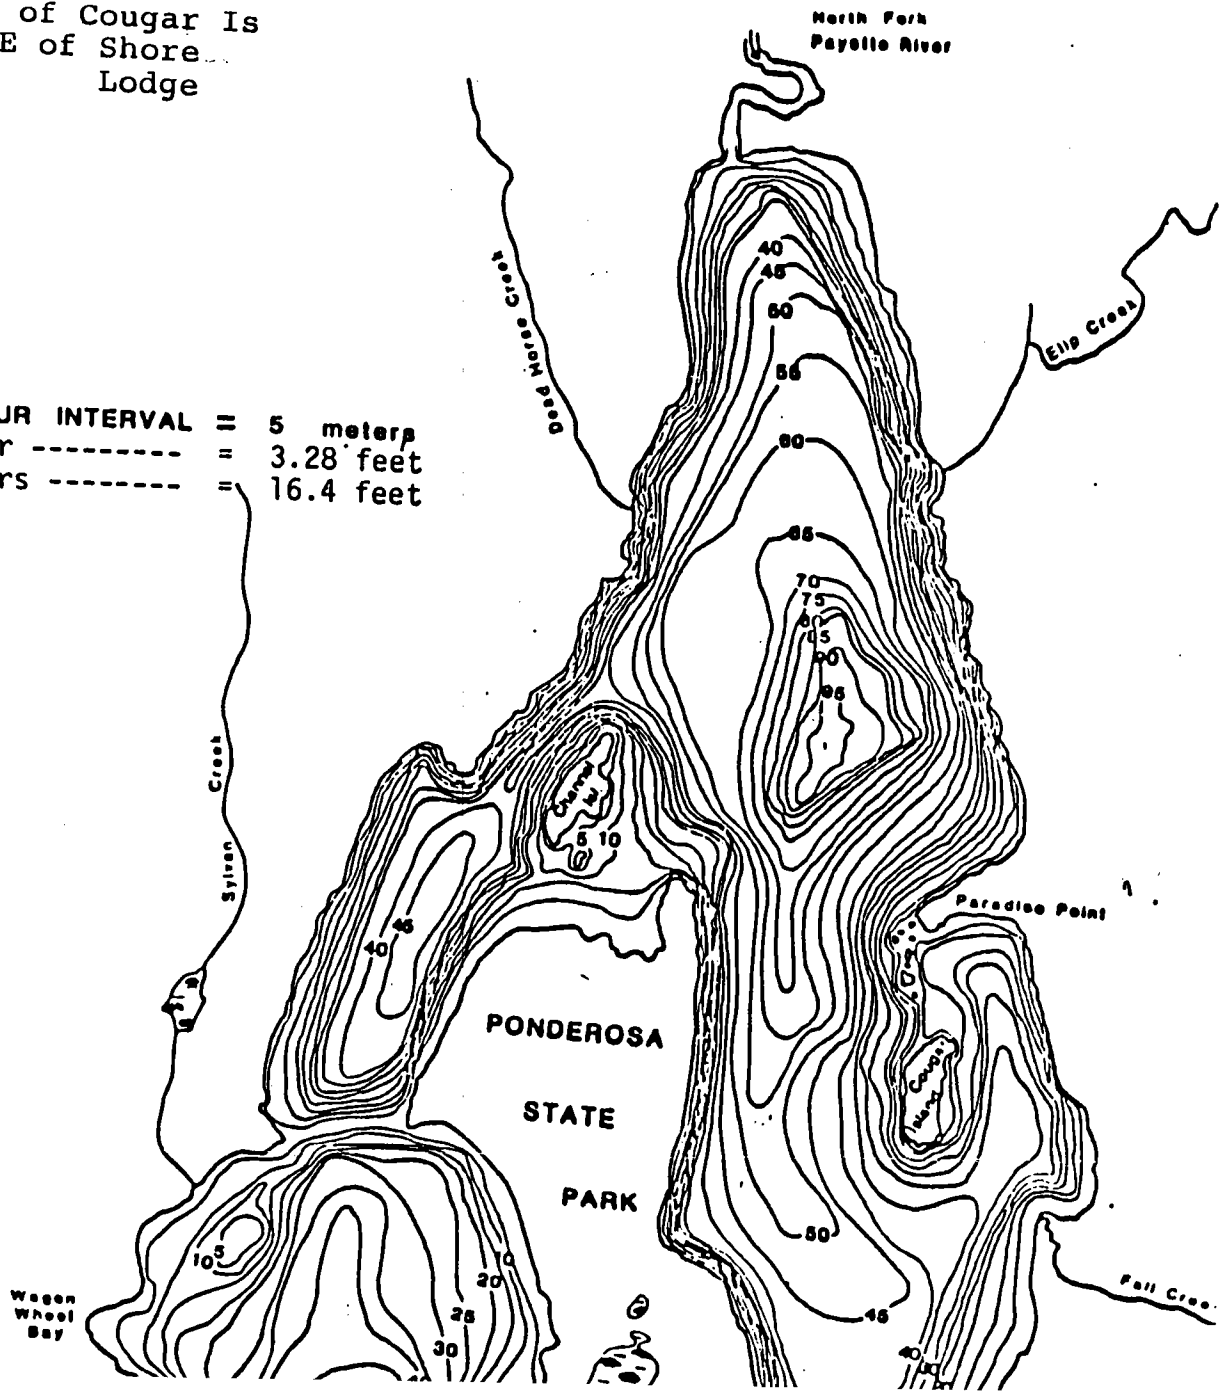 of Cougar Is
E of Shore
Lodge
North Fork
Payette River
Dead Horse Creek
Elip Creek
UR INTERVAL = 5 meters
r --------- = 3.28 feet
rs -------- = 16.4 feet
40
45
50
55
60
65
70
75
80
85
90
95
Sylvan Creek
Channel
Isl.
5 10
45
40
Paradise Point
PONDEROSA
STATE
PARK
Cougar
Island
50
45
40
30
Fall Cree
10
5
10
20
25
30
Wagon
Wheel
Bay